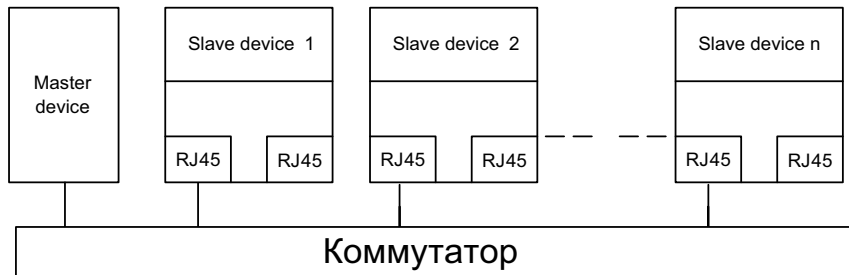 Master
device
Slave device 1
Slave device 2
Slave device n
RJ45
RJ45
RJ45
RJ45
RJ45
RJ45
Коммутатор